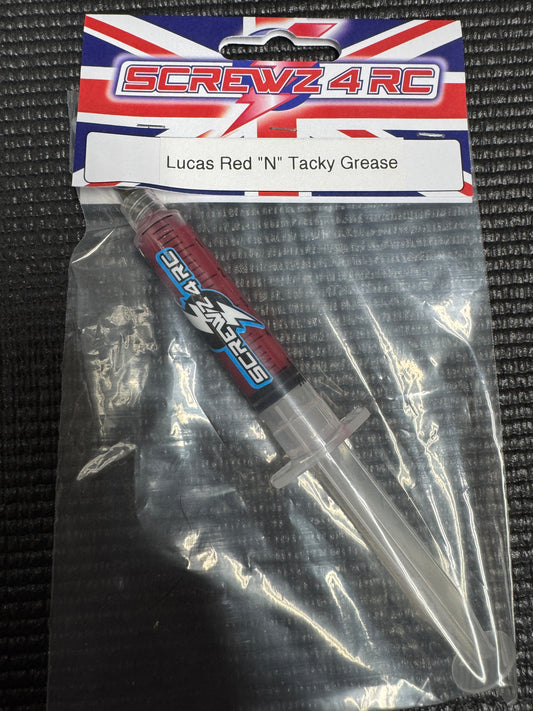 SCREWZ 4 RC
Lucas Red "N" Tacky Grease
SCREWZ 4 RC